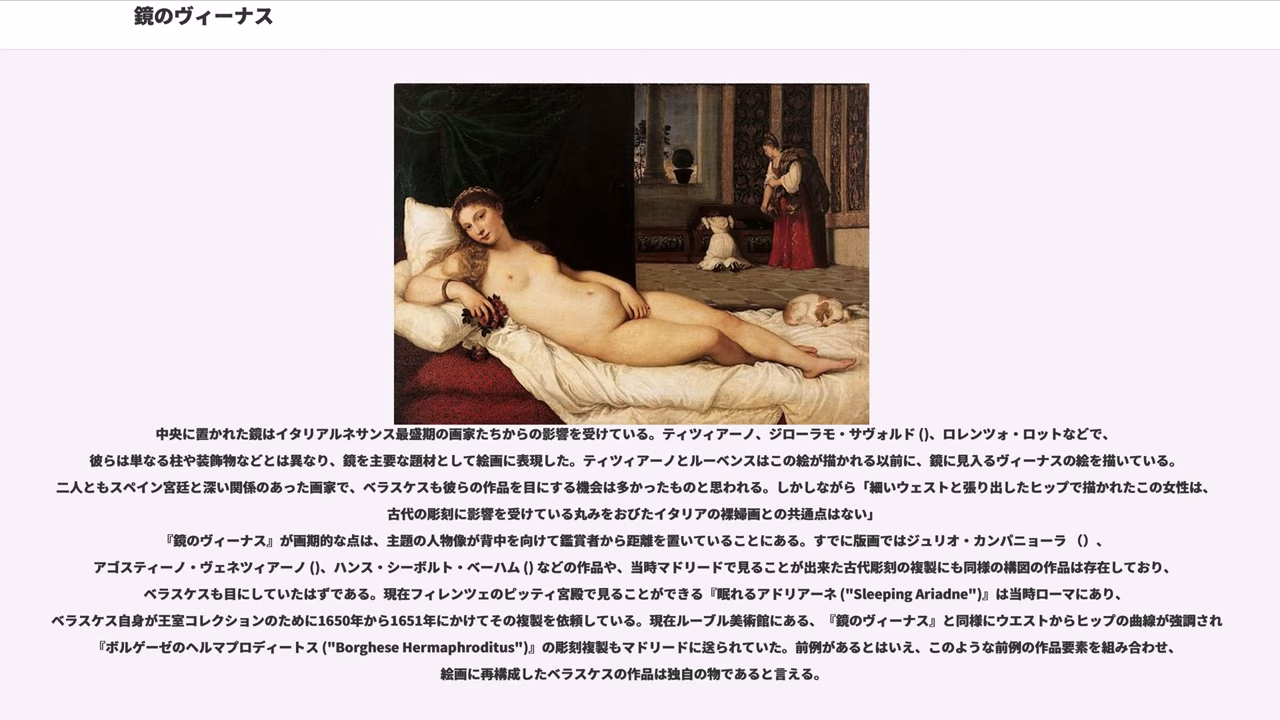 鏡のヴィーナス
中央に置かれた鏡はイタリアルネサンス最盛期の画家たちからの影響を受けている。ティツィアーノ、ジローラモ・サヴォルド ()、ロレンツォ・ロットなどで、
彼らは単なる柱や装飾物などとは異なり、鏡を主要な題材として絵画に表現した。ティツィアーノとルーベンスはこの絵が描かれる以前に、鏡に見入るヴィーナスの絵を描いている。
二人ともスペイン宮廷と深い関係のあった画家で、ベラスケスも彼らの作品を目にする機会は多かったものと思われる。しかしながら「細いウェストと張り出したヒップで描かれたこの女性は、
古代の彫刻に影響を受けている丸みをおびたイタリアの裸婦画との共通点はない」
『鏡のヴィーナス』が画期的な点は、主題の人物像が背中を向けて鑑賞者から距離を置いていることにある。すでに版画ではジュリオ・カンパニョーラ （）、
アゴスティーノ・ヴェネツィアーノ ()、ハンス・シーボルト・ベーハム () などの作品や、当時マドリードで見ることが出来た古代彫刻の複製にも同様の構図の作品は存在しており、
ベラスケスも目にしていたはずである。現在フィレンツェのピッティ宮殿で見ることができる『眠れるアドリアーネ ("Sleeping Ariadne")』は当時ローマにあり、
ベラスケス自身が王室コレクションのために1650年から1651年にかけてその複製を依頼している。現在ルーブル美術館にある、『鏡のヴィーナス』と同様にウエストからヒップの曲線が強調され
『ボルゲーゼのヘルマプロディートス ("Borghese Hermaphroditus")』の彫刻複製もマドリードに送られていた。前例があるとはいえ、このような前例の作品要素を組み合わせ、
絵画に再構成したベラスケスの作品は独自の物であると言える。